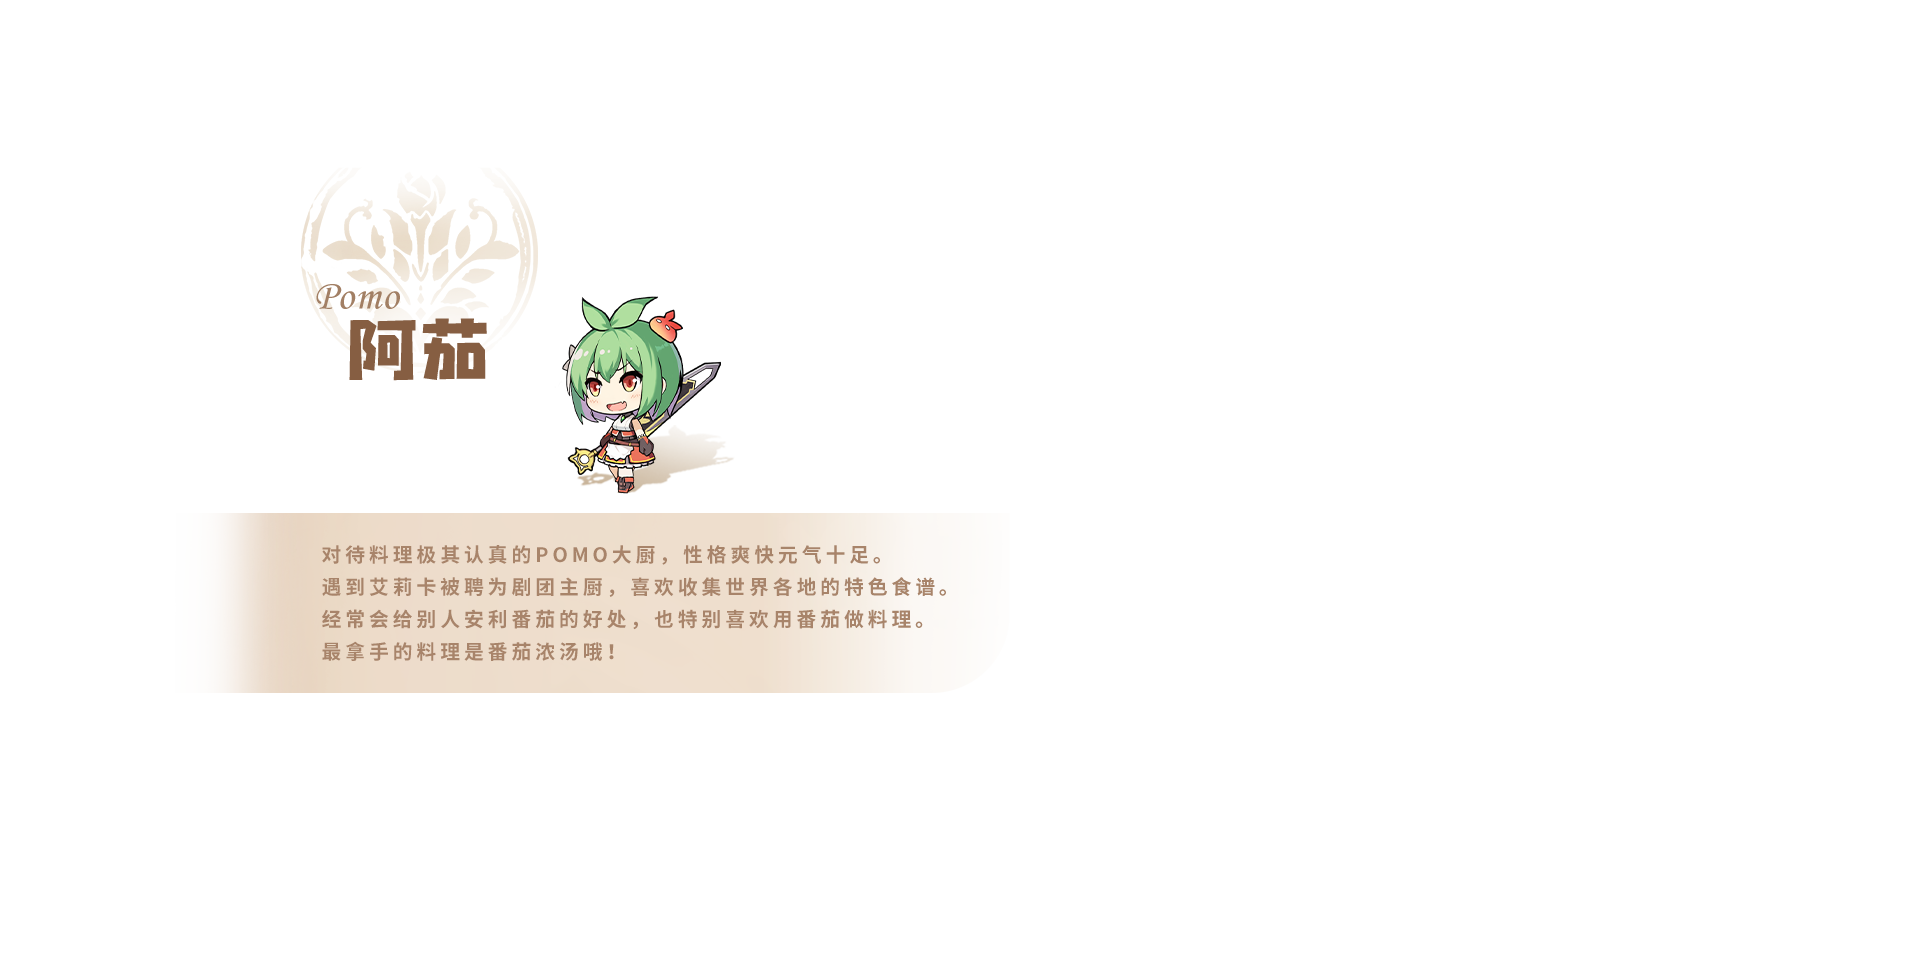 Pomo
阿茄
对待料理极其认真的POMO大厨，性格爽快元气十足。
遇到艾莉卡被聘为剧团主厨，喜欢收集世界各地的特色食谱。
经常会给别人安利番茄的好处，也特别喜欢用番茄做料理。
最拿手的料理是番茄浓汤哦！